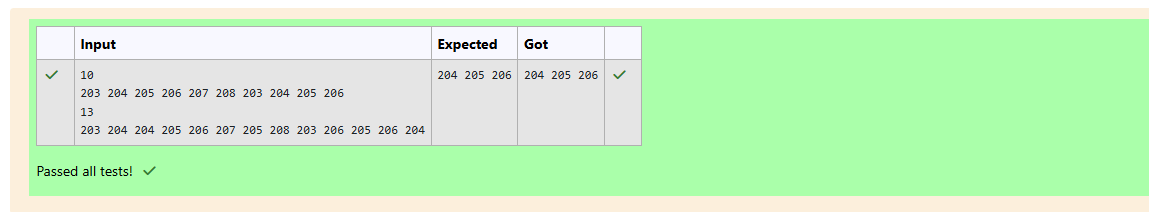 Input Expected Got
10 204 205 206 204 205 206
203 204 205 206 207 208 203 204 205 206
13
203 204 204 205 206 207 205 208 203 206 205 206 204
Passed all tests!